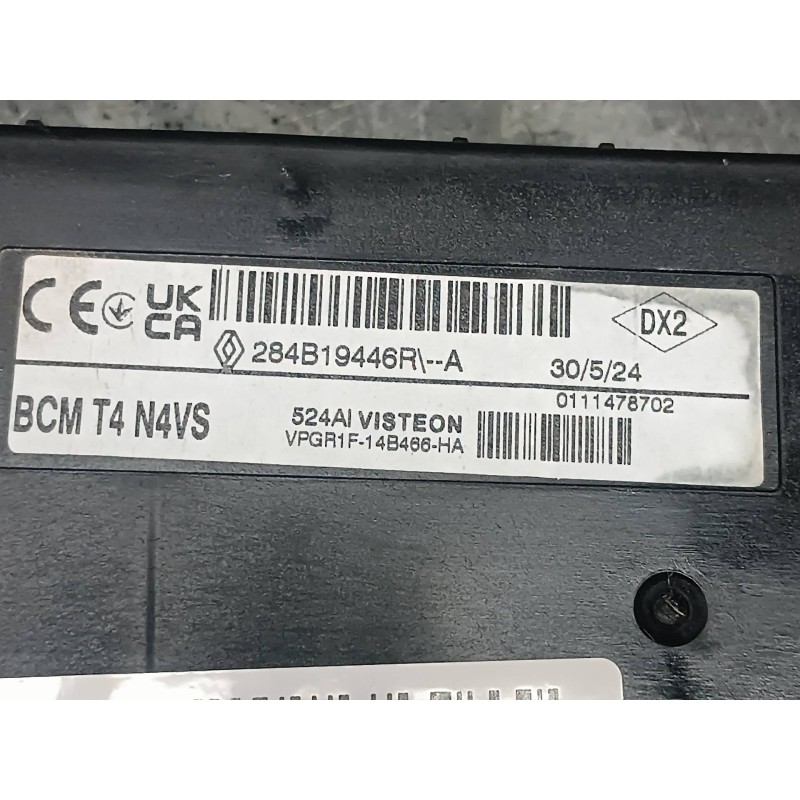 CE UK CA DX2
284B19446R\--A 30/5/24
0111478702
BCM T4 N4VS 524AI VISTEON
VPGR1F-14B466-HA